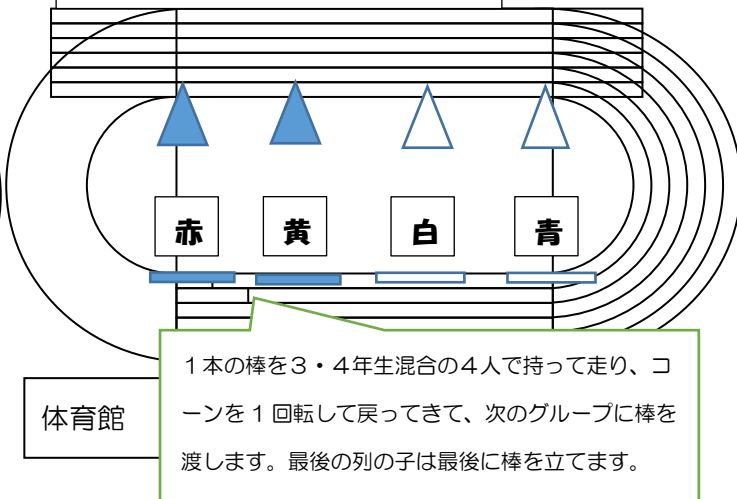 赤 黄 白 青
1本の棒を3・4年生混合の4人で持って走り、コ
ーンを1回転して戻ってきて、次のグループに棒を
渡します。最後の列の子は最後に棒を立てます。
体育館